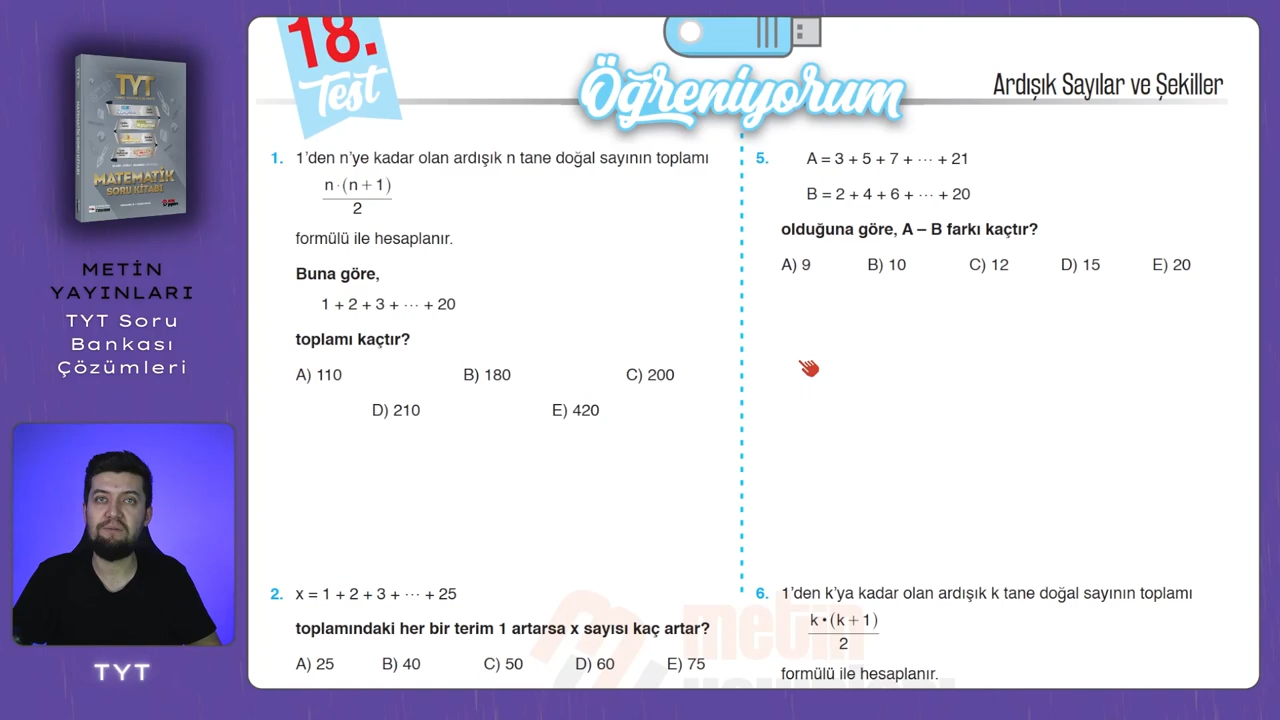 TYT
MATEMATİK
SORU KİTABI
METİN
YAYINLARI
TYT Soru
Bankası
Çözümleri
TYT
18.
Test
Öğreniyorum
Ardışık Sayılar ve Şekiller
1. 1'den n'ye kadar olan ardışık n tane doğal sayının toplamı
n·(n + 1)
2
formülü ile hesaplanır.
Buna göre,
1 + 2 + 3 + ··· + 20
toplamı kaçtır?
A) 110 B) 180 C) 200
D) 210 E) 420
2. x = 1 + 2 + 3 + ··· + 25
toplamındaki her bir terim 1 artarsa x sayısı kaç artar?
A) 25 B) 40 C) 50 D) 60 E) 75
5. A = 3 + 5 + 7 + ··· + 21
B = 2 + 4 + 6 + ··· + 20
olduğuna göre, A – B farkı kaçtır?
A) 9 B) 10 C) 12 D) 15 E) 20
6. 1'den k'ya kadar olan ardışık k tane doğal sayının toplamı
k•(k + 1)
2
formülü ile hesaplanır.
metin